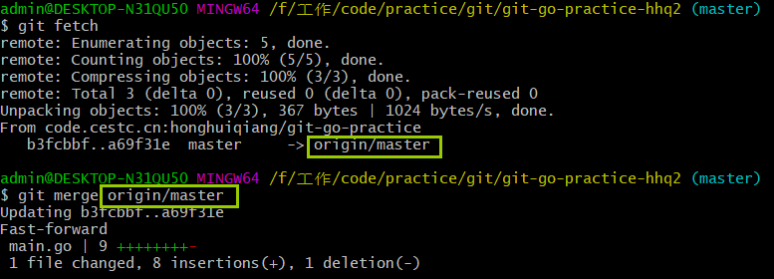 admin@DESKTOP-N31QU50 MINGW64 /f/工作/code/practice/git/git-go-practice-hhq2 (master)
$ git fetch
remote: Enumerating objects: 5, done.
remote: Counting objects: 100% (5/5), done.
remote: Compressing objects: 100% (3/3), done.
remote: Total 3 (delta 0), reused 0 (delta 0), pack-reused 0
Unpacking objects: 100% (3/3), 367 bytes | 1024 bytes/s, done.
From code.cestc.cn:honghuiqiang/git-go-practice
   b3fcbbf..a69f31e  master     -> origin/master
admin@DESKTOP-N31QU50 MINGW64 /f/工作/code/practice/git/git-go-practice-hhq2 (master)
$ git merge origin/master
Updating b3fcbbf..a69f31e
Fast-forward
 main.go | 9 ++++++++-
 1 file changed, 8 insertions(+), 1 deletion(-)